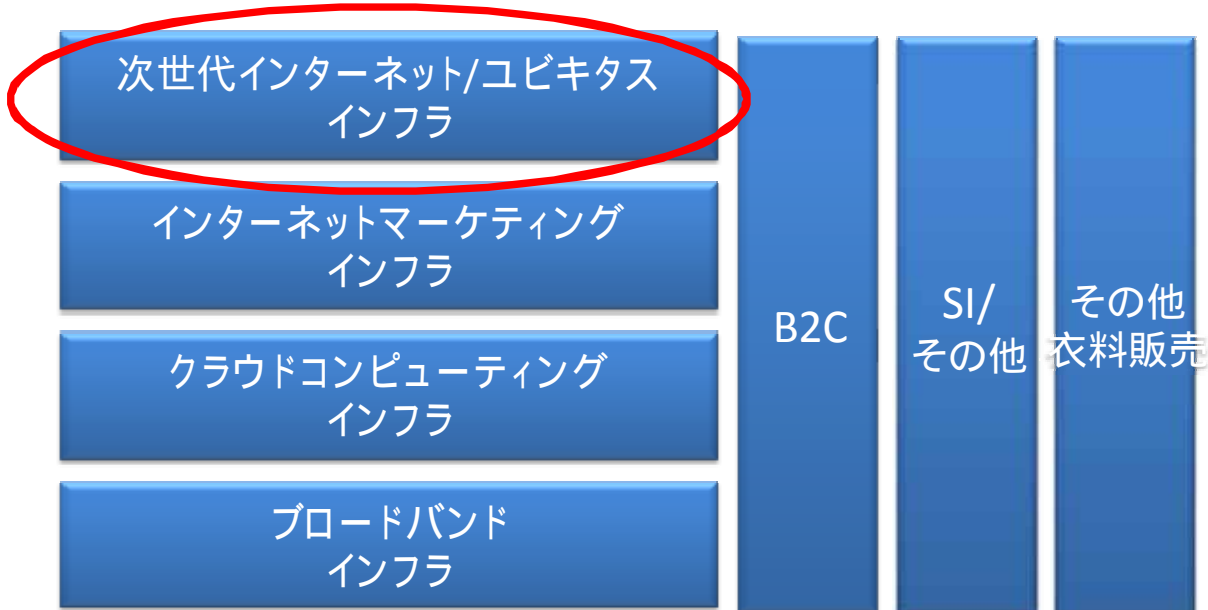 次世代インターネット/ユビキタス
インフラ
インターネットマーケティング
インフラ
クラウドコンピューティング
インフラ
ブロードバンド
インフラ
B2C
SI/
その他
その他
衣料販売